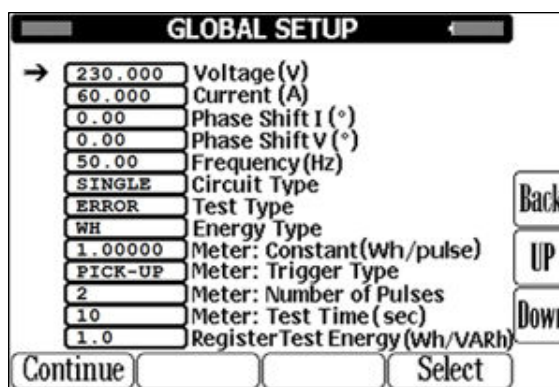 GLOBAL SETUP
230.000 Voltage(V)
60.000 Current (A)
0.00 Phase Shift I (°)
0.00 Phase Shift V (°)
50.00 Frequency(Hz)
SINGLE Circuit Type
ERROR Test Type
WH Energy Type
1.00000 Meter: Constant(Wh/pulse)
PICK-UP Meter: Trigger Type
2 Meter: Number of Pulses
10 Meter: Test Time(sec)
1.0 RegisterTest Energy(Wh/VARh)
Back
UP
Down
Continue
Select